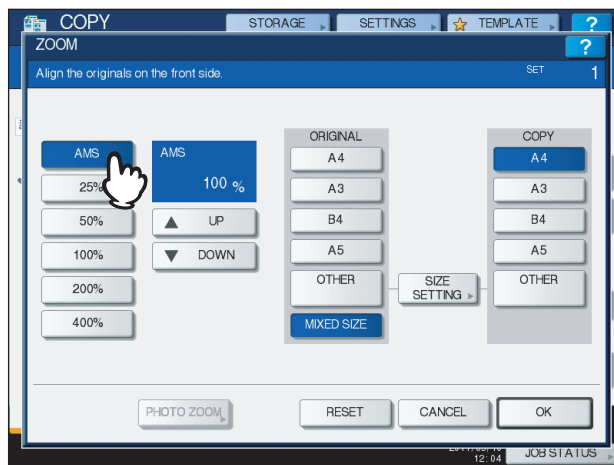 COPY
STORAGE
SETTINGS
TEMPLATE
?
ZOOM
?
Align the originals on the front side.
SET 1
AMS
25%
50%
100%
200%
400%
AMS
100 %
UP
DOWN
ORIGINAL
A4
A3
B4
A5
OTHER
MIXED SIZE
SIZE
SETTING
COPY
A4
A3
B4
A5
OTHER
PHOTO ZOOM
RESET
CANCEL
OK
12:04
JOB STATUS